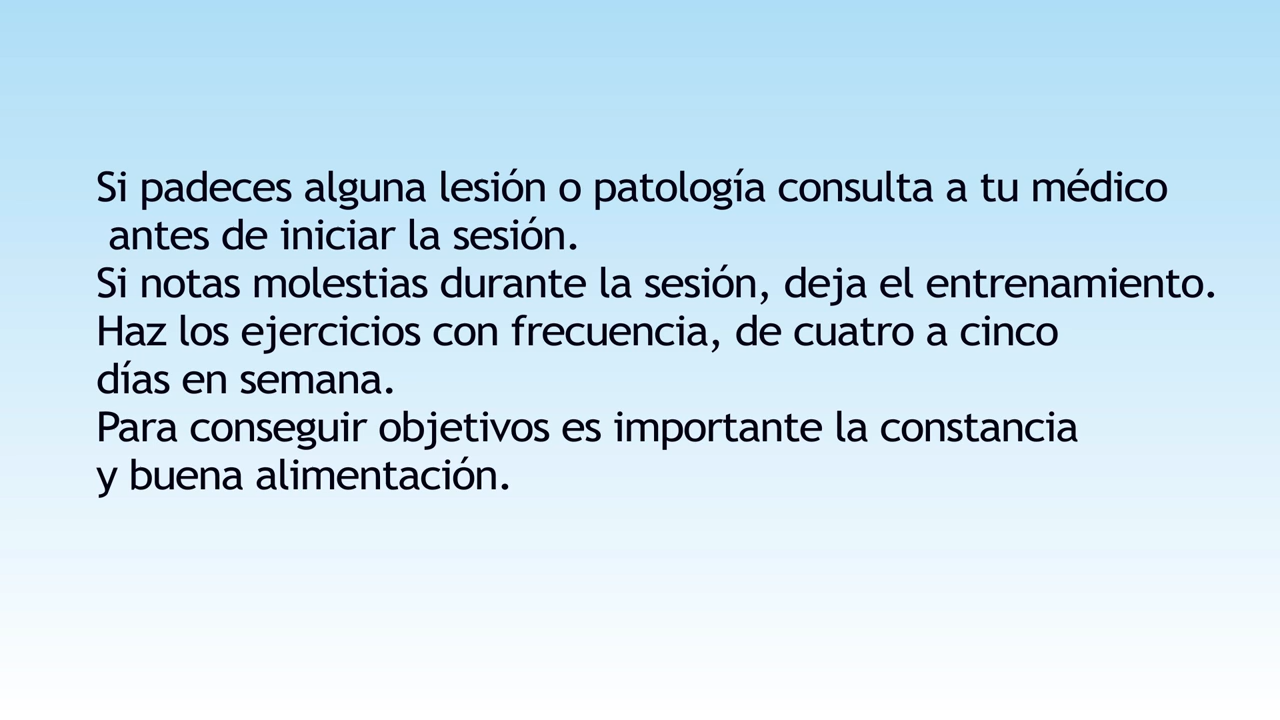 Si padeces alguna lesión o patología consulta a tu médico
antes de iniciar la sesión.
Si notas molestias durante la sesión, deja el entrenamiento.
Haz los ejercicios con frecuencia, de cuatro a cinco
días en semana.
Para conseguir objetivos es importante la constancia
y buena alimentación.